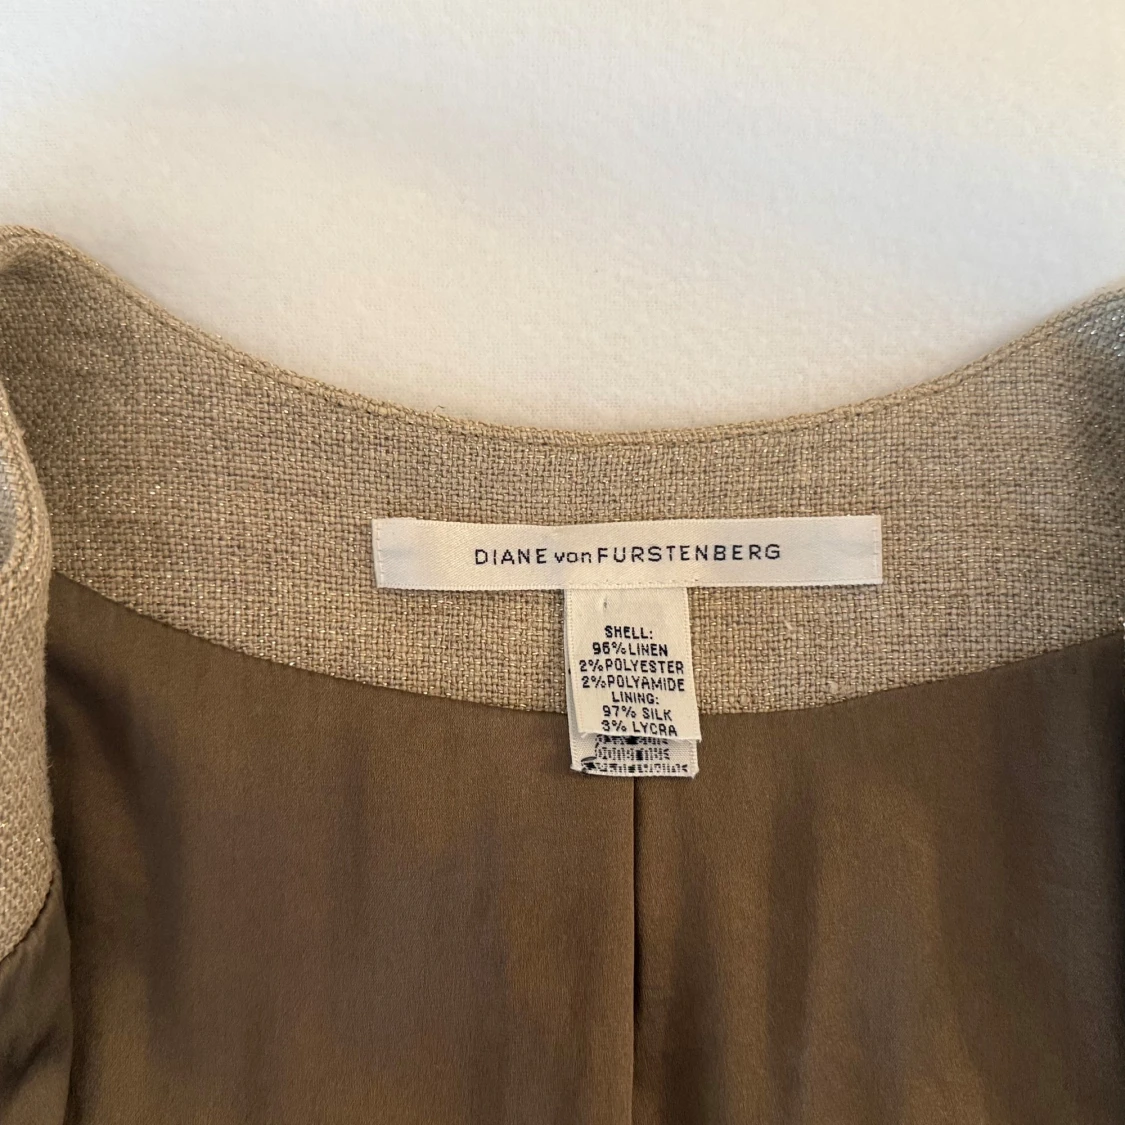 DIANE von FURSTENBERG
SHELL:
96%LINEN
2%POLYESTER
2%POLYAMIDE
LINING:
97% SILK
3% LYCRA